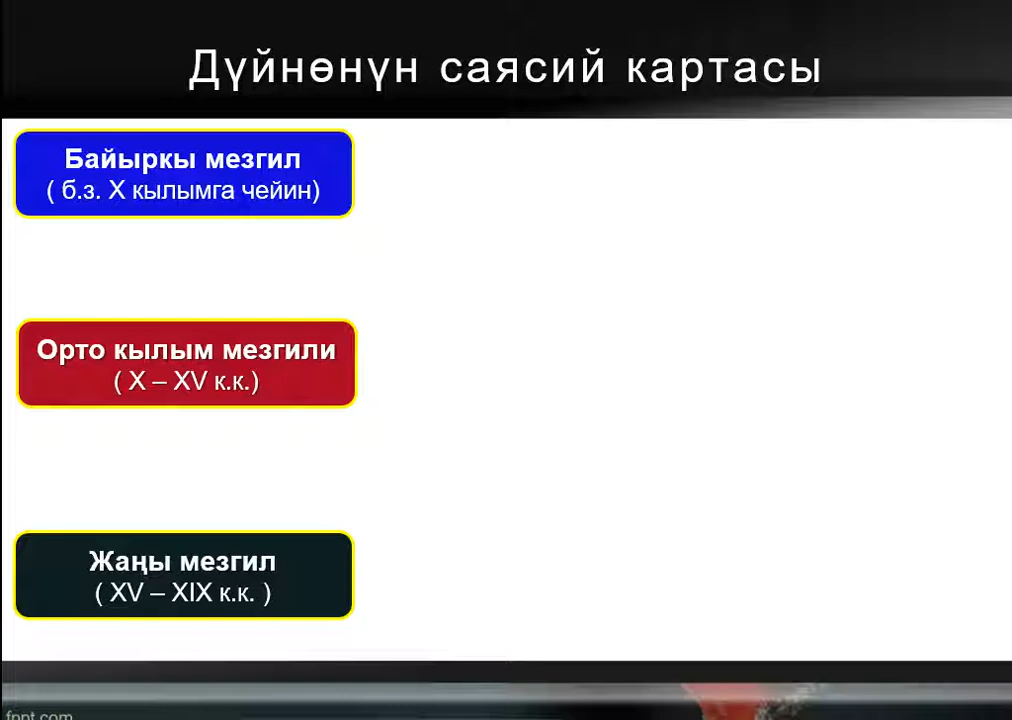 Дүйнөнүн саясий картасы
Байыркы мезгил
( б.з. X кылымга чейин)
Орто кылым мезгили
( X – XV к.к.)
Жаңы мезгил
( XV – XIX к.к. )
fppt.com